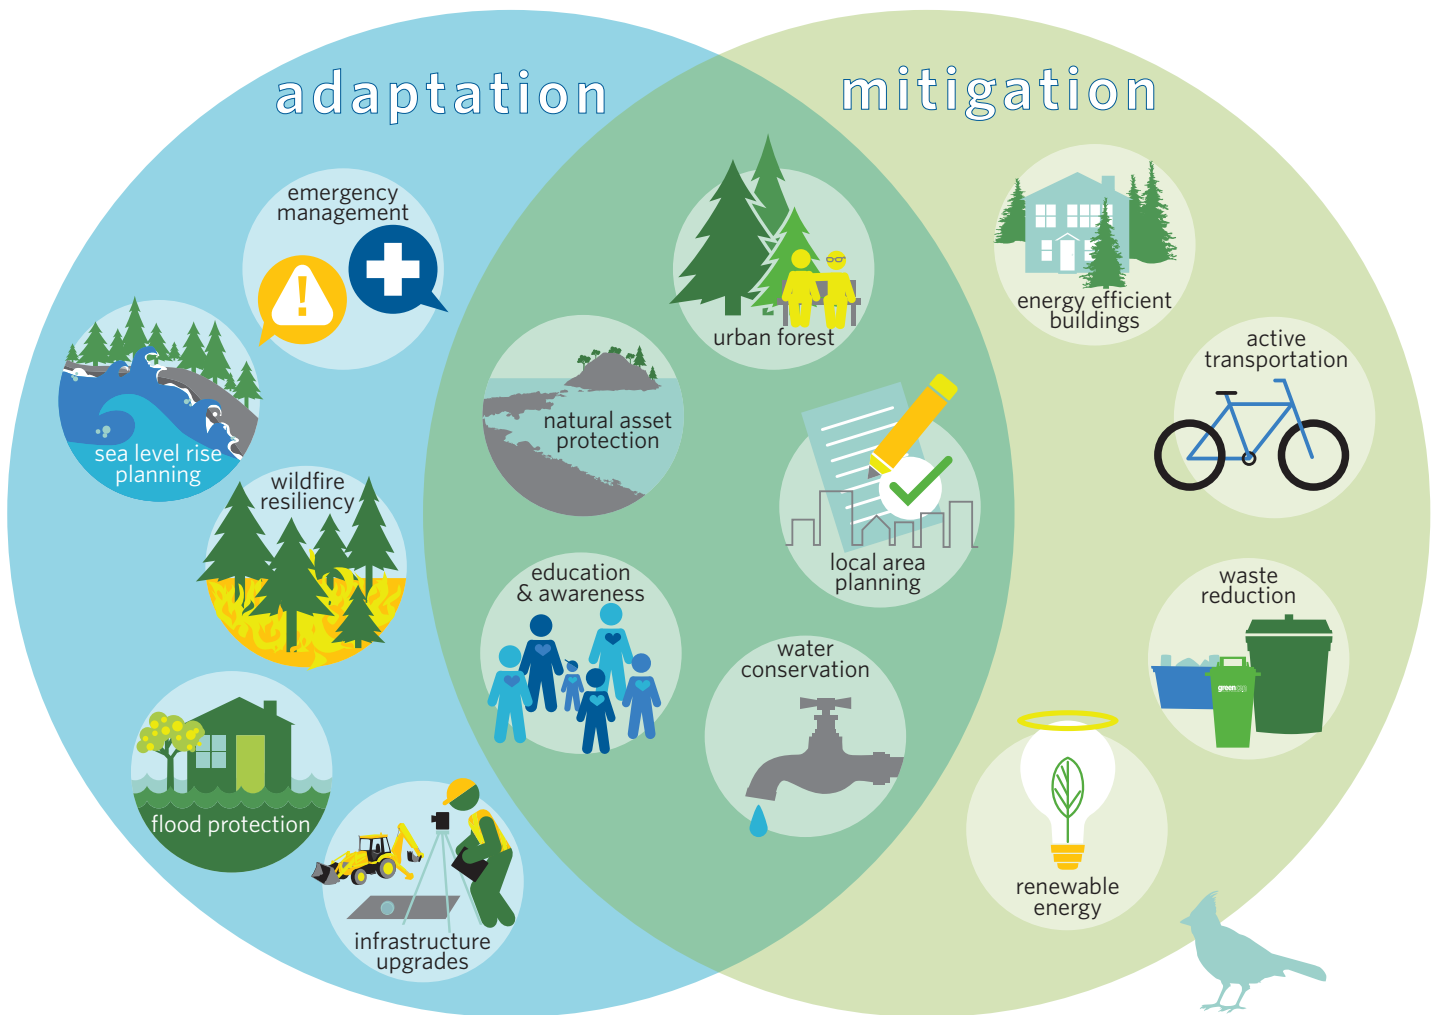 adaptation
mitigation
emergency
management
sea level rise
planning
wildfire
resiliency
flood protection
infrastructure
upgrades
urban forest
natural asset
protection
local area
planning
education
& awareness
water
conservation
energy efficient
buildings
active
transportation
waste
reduction
greencan
renewable
energy